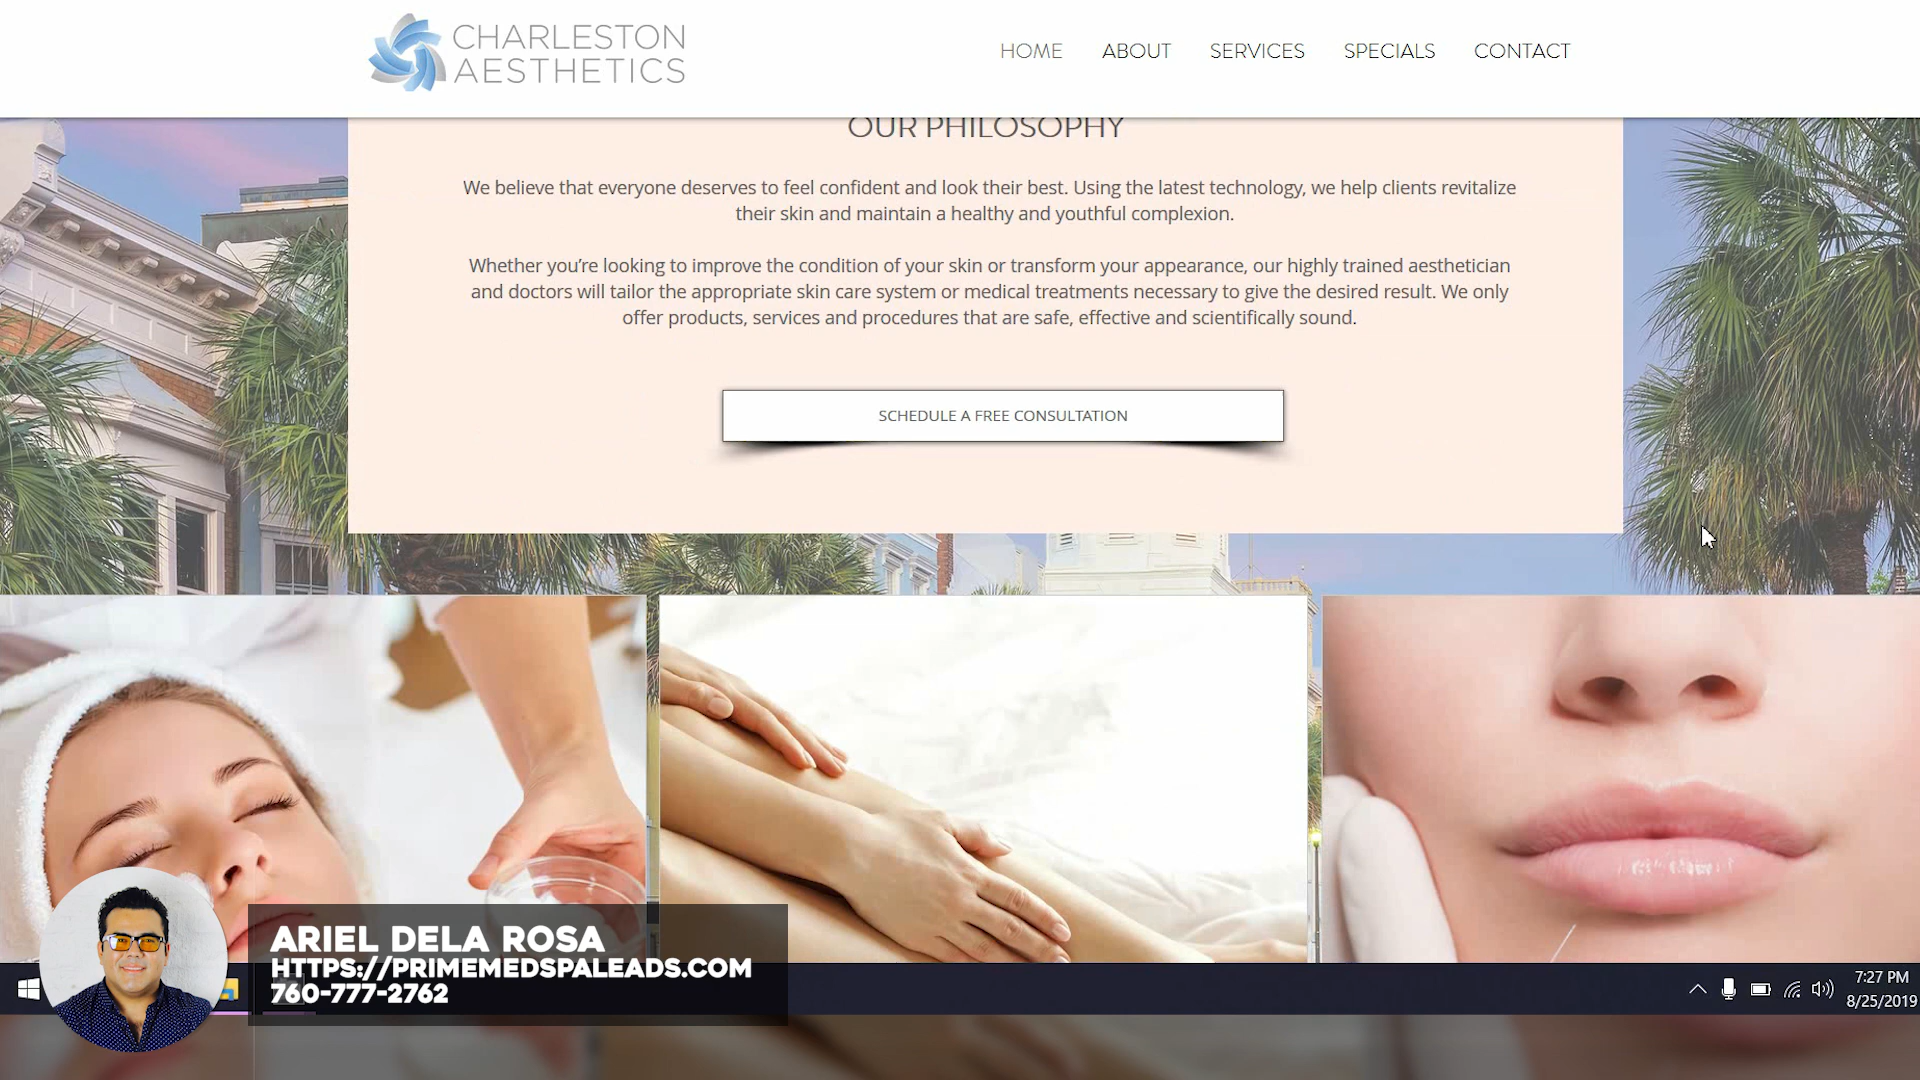 CHARLESTON
AESTHETICS
HOME ABOUT SERVICES SPECIALS CONTACT
OUR PHILOSOPHY
We believe that everyone deserves to feel confident and look their best. Using the latest technology, we help clients revitalize
their skin and maintain a healthy and youthful complexion.
Whether you’re looking to improve the condition of your skin or transform your appearance, our highly trained aesthetician
and doctors will tailor the appropriate skin care system or medical treatments necessary to give the desired result. We only
offer products, services and procedures that are safe, effective and scientifically sound.
SCHEDULE A FREE CONSULTATION
ARIEL DELA ROSA
HTTPS://PRIMEMEDSPALEADS.COM
760-777-2762
7:27 PM
8/25/2019